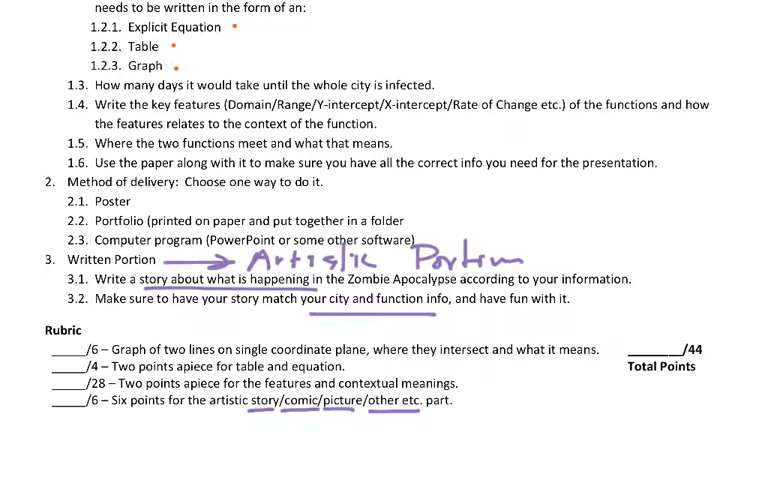 needs to be written in the form of an:
1.2.1. Explicit Equation
1.2.2. Table
1.2.3. Graph
1.3. How many days it would take until the whole city is infected.
1.4. Write the key features (Domain/Range/Y-intercept/X-intercept/Rate of Change etc.) of the functions and how
the features relates to the context of the function.
1.5. Where the two functions meet and what that means.
1.6. Use the paper along with it to make sure you have all the correct info you need for the presentation.
2. Method of delivery: Choose one way to do it.
2.1. Poster
2.2. Portfolio (printed on paper and put together in a folder
2.3. Computer program (PowerPoint or some other software)
3. Written Portion → Artistic Portion
3.1. Write a story about what is happening in the Zombie Apocalypse according to your information.
3.2. Make sure to have your story match your city and function info, and have fun with it.
Rubric
_____/6 – Graph of two lines on single coordinate plane, where they intersect and what it means. ________/44
_____/4 – Two points apiece for table and equation. Total Points
_____/28 – Two points apiece for the features and contextual meanings.
_____/6 – Six points for the artistic story/comic/picture/other etc. part.